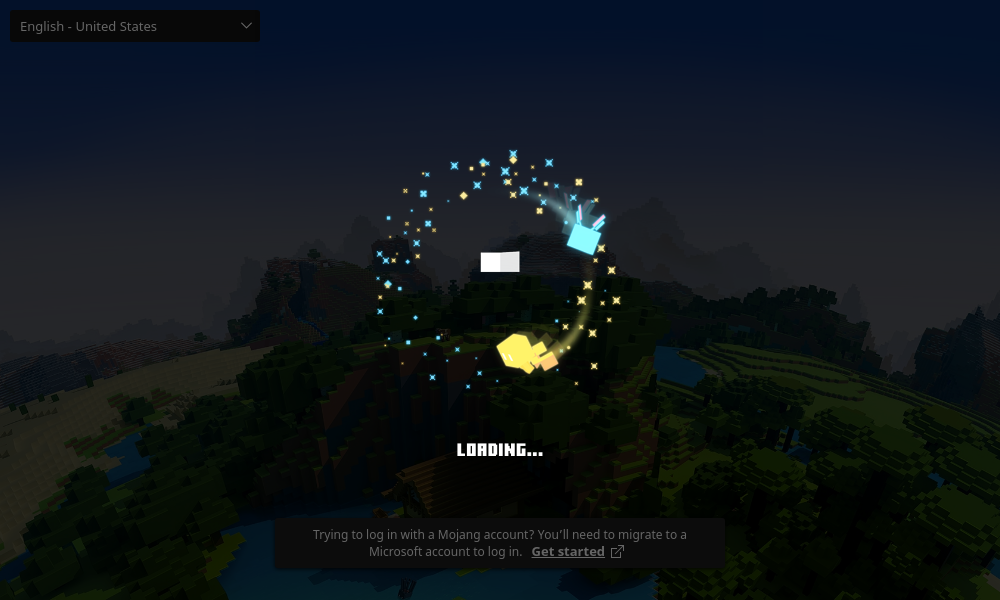 English - United States
LOADING...
Trying to log in with a Mojang account? You'll need to migrate to a
Microsoft account to log in. Get started